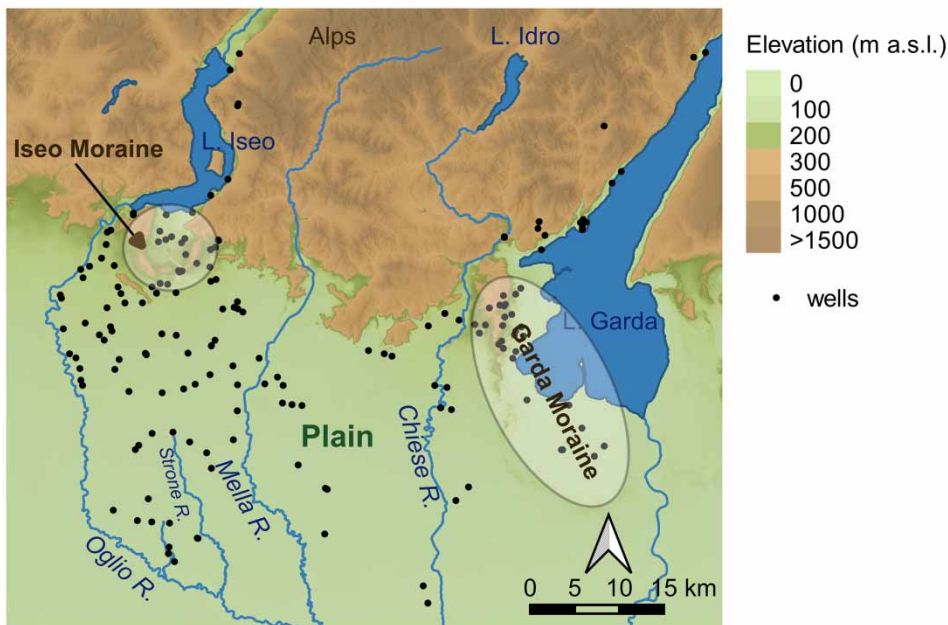 Alps
L. Idro
L. Iseo
Iseo Moraine
L. Garda
Garda Moraine
Plain
Chiese R.
Strone R.
Mella R.
Oglio R.
0 5 10 15 km
Elevation (m a.s.l.)
0
100
200
300
500
1000
>1500
wells